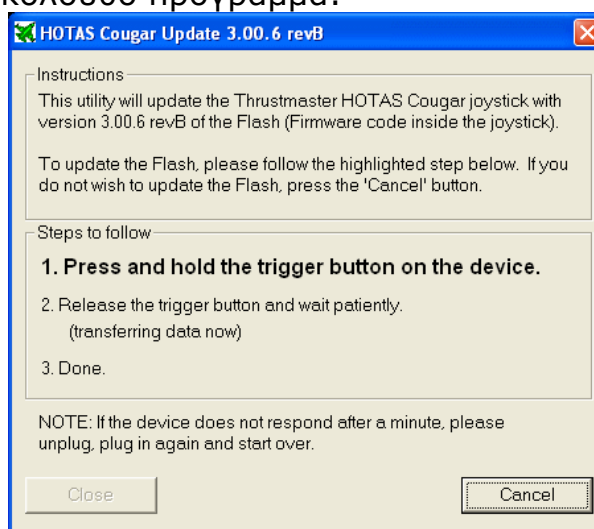 HOTAS Cougar Update 3.00.6 revB
Instructions
This utility will update the Thrustmaster HOTAS Cougar joystick with
version 3.00.6 revB of the Flash (Firmware code inside the joystick).
To update the Flash, please follow the highlighted step below. If you
do not wish to update the Flash, press the 'Cancel' button.
Steps to follow
1. Press and hold the trigger button on the device.
2. Release the trigger button and wait patiently.
(transferring data now)
3. Done.
NOTE: If the device does not respond after a minute, please
unplug, plug in again and start over.
Close
Cancel